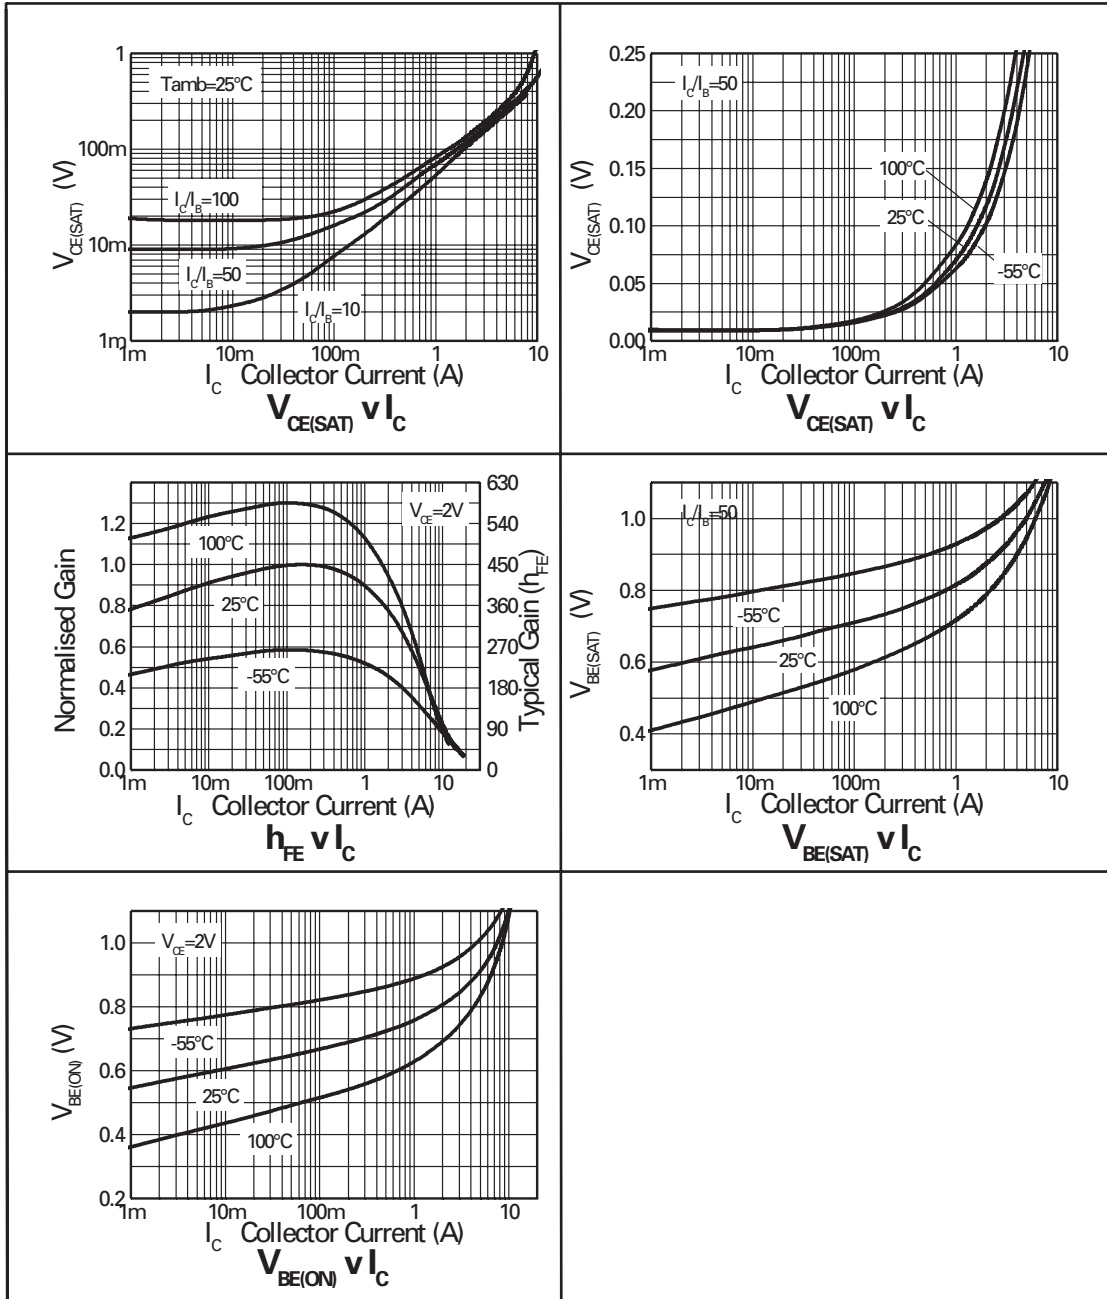 1
Tamb=25°C
100m
I_C/I_B=100
10m
I_C/I_B=50
I_C/I_B=10
1m
V_CE(SAT) (V)
1m 10m 100m 1 10
I_C Collector Current (A)
V_CE(SAT) v I_C
0.25
I_C/I_B=50
0.20
0.15
100°C
0.10
25°C
-55°C
0.05
0.00
V_CE(SAT) (V)
1m 10m 100m 1 10
I_C Collector Current (A)
V_CE(SAT) v I_C
630
V_CE=2V
1.2 540
100°C
1.0 450
0.8 360
25°C
0.6 270
-55°C
0.4 180
0.2 90
0.0 0
Normalised Gain
Typical Gain (h_FE)
1m 10m 100m 1 10
I_C Collector Current (A)
h_FE v I_C
I_C/I_B=50
1.0
0.8
-55°C
0.6
25°C
100°C
0.4
V_BE(SAT) (V)
1m 10m 100m 1 10
I_C Collector Current (A)
V_BE(SAT) v I_C
1.0
V_CE=2V
0.8
-55°C
0.6
25°C
0.4
100°C
0.2
V_BE(ON) (V)
1m 10m 100m 1 10
I_C Collector Current (A)
V_BE(ON) v I_C